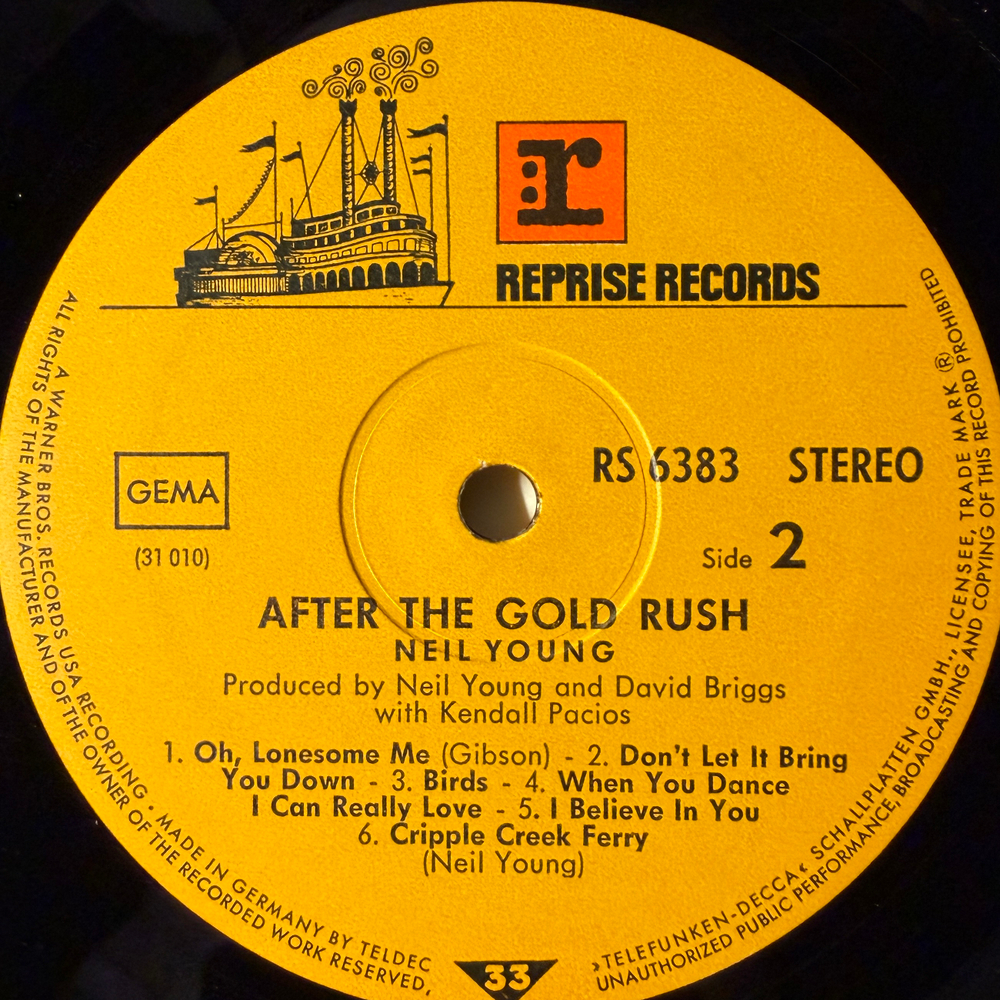 r
REPRISE RECORDS
GEMA
(31 010)
RS 6383 STEREO
Side 2
AFTER THE GOLD RUSH
NEIL YOUNG
Produced by Neil Young and David Briggs
with Kendall Pacios
1. Oh, Lonesome Me (Gibson) - 2. Don't Let It Bring
You Down - 3. Birds - 4. When You Dance
I Can Really Love - 5. I Believe In You
6. Cripple Creek Ferry
(Neil Young)
A WARNER BROS. RECORDS USA RECORDING · MADE IN GERMANY BY TELDEC
»TELEFUNKEN-DECCA« SCHALLPLATTEN GMBH., LICENSEE, TRADE MARK ®
ALL RIGHTS OF THE MANUFACTURER AND OF THE OWNER OF THE RECORDED WORK RESERVED,
UNAUTHORIZED PUBLIC PERFORMANCE, BROADCASTING AND COPYING OF THIS RECORD PROHIBITED
33